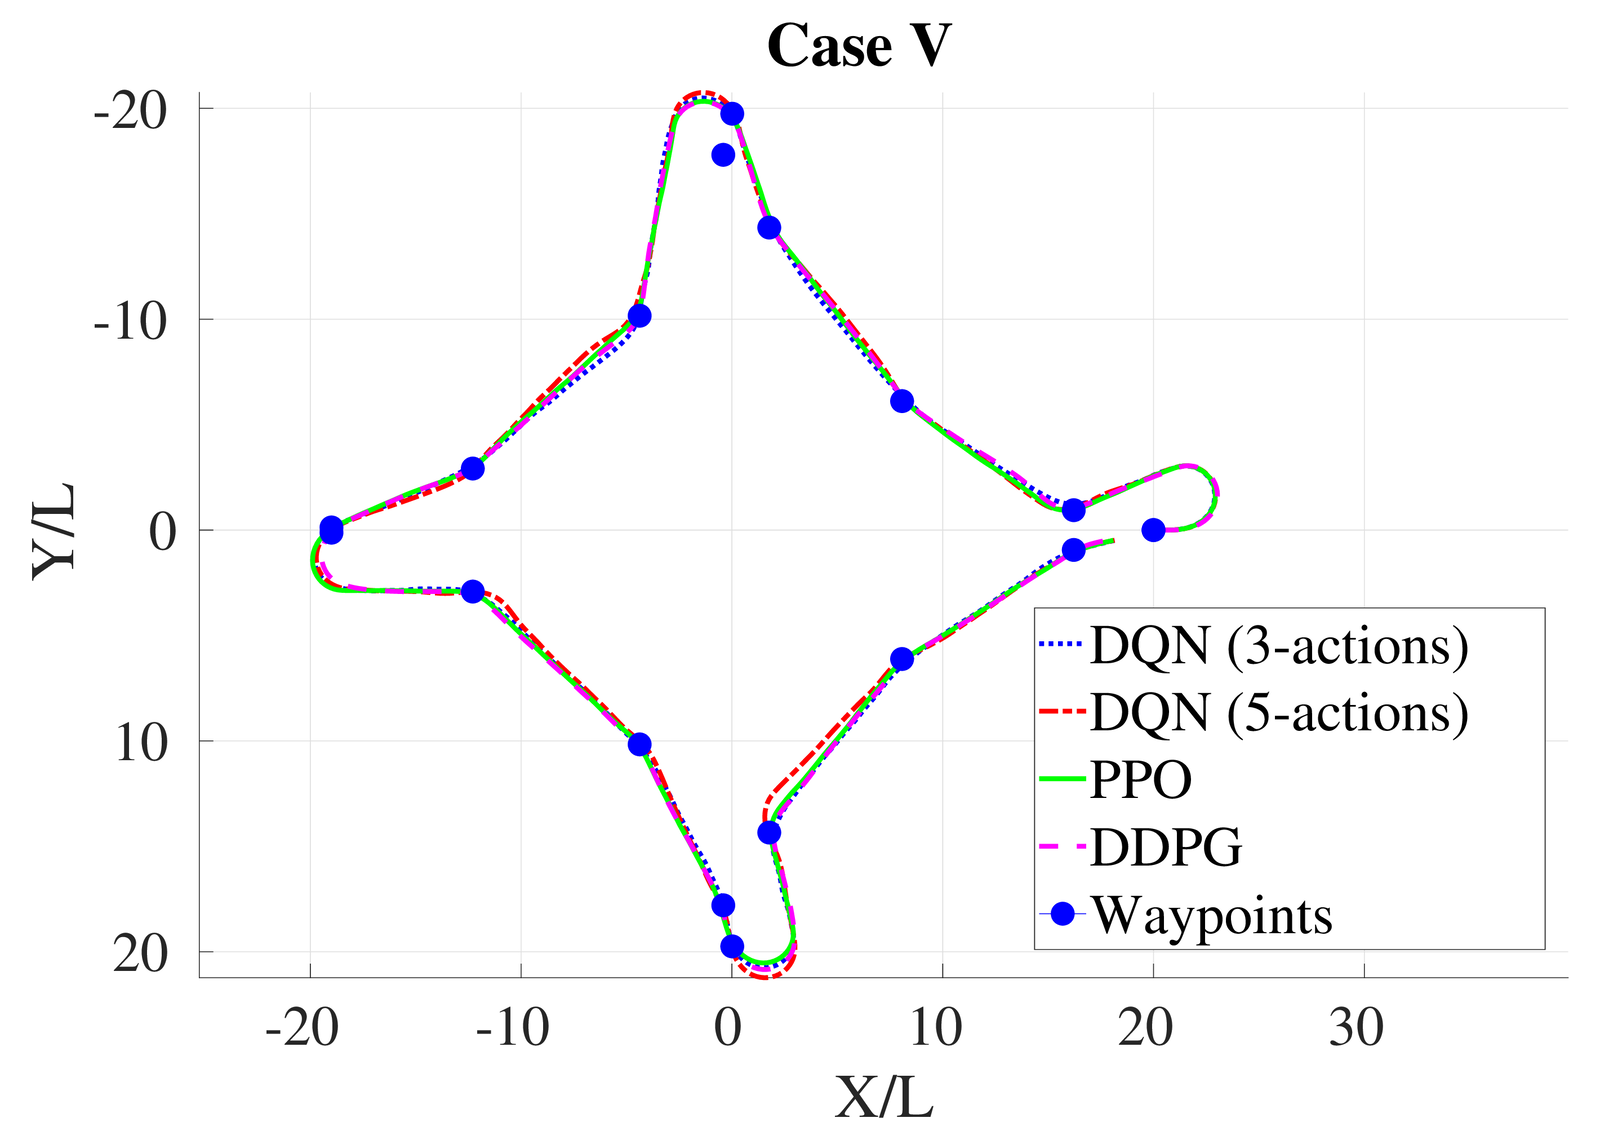 Case V
-20
-10
0
10
20
Y/L
-20
-10
0
10
20
30
X/L
DQN (3-actions)
DQN (5-actions)
PPO
DDPG
Waypoints